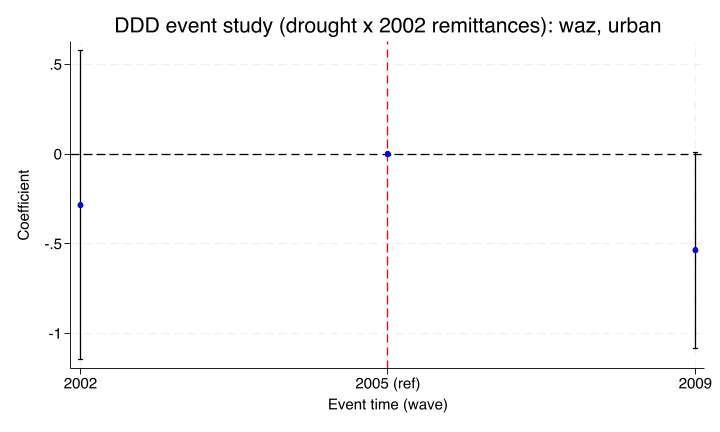 DDD event study (drought x 2002 remittances): waz, urban
.5
0
-.5
-1
Coefficient
2002
2005 (ref)
2009
Event time (wave)